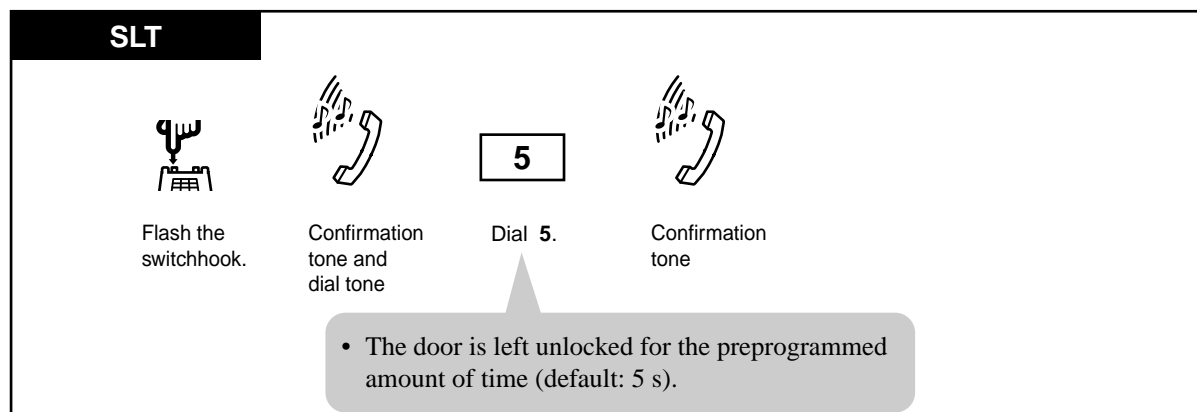 SLT
5
Flash the
switchhook.
Confirmation
tone and
dial tone
Dial 5.
Confirmation
tone
• The door is left unlocked for the preprogrammed
amount of time (default: 5 s).